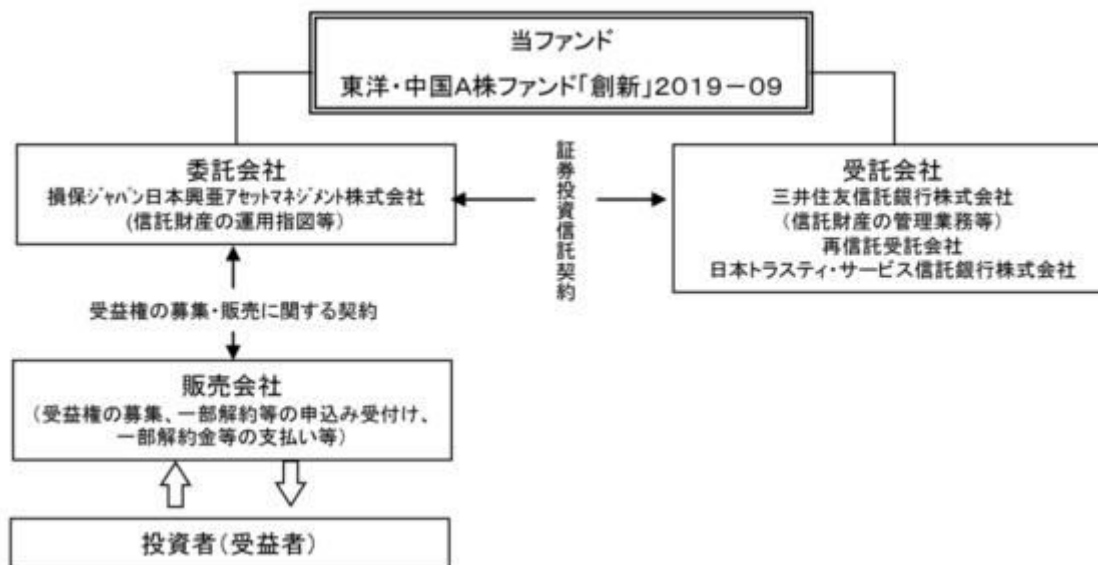 当ファンド
東洋・中国A株ファンド「創新」2019－09
委託会社
損保ｼﾞｬﾊﾟﾝ日本興亜ｱｾｯﾄﾏﾈｼﾞﾒﾝﾄ株式会社
(信託財産の運用指図等)
証券投資信託契約
受託会社
三井住友信託銀行株式会社
(信託財産の管理業務等)
再信託受託会社
日本トラスティ・サービス信託銀行株式会社
受益権の募集・販売に関する契約
販売会社
(受益権の募集、一部解約等の申込み受付け、
一部解約金等の支払い等)
投資者(受益者)